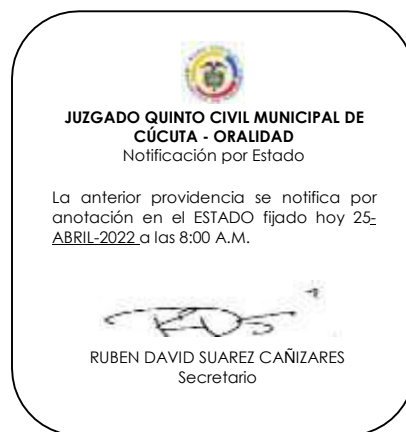 JUZGADO QUINTO CIVIL MUNICIPAL DE
CÚCUTA - ORALIDAD
Notificación por Estado
La anterior providencia se notifica por
anotación en el ESTADO fijado hoy 25-
ABRIL-2022 a las 8:00 A.M.
RUBEN DAVID SUAREZ CAÑIZARES
Secretario